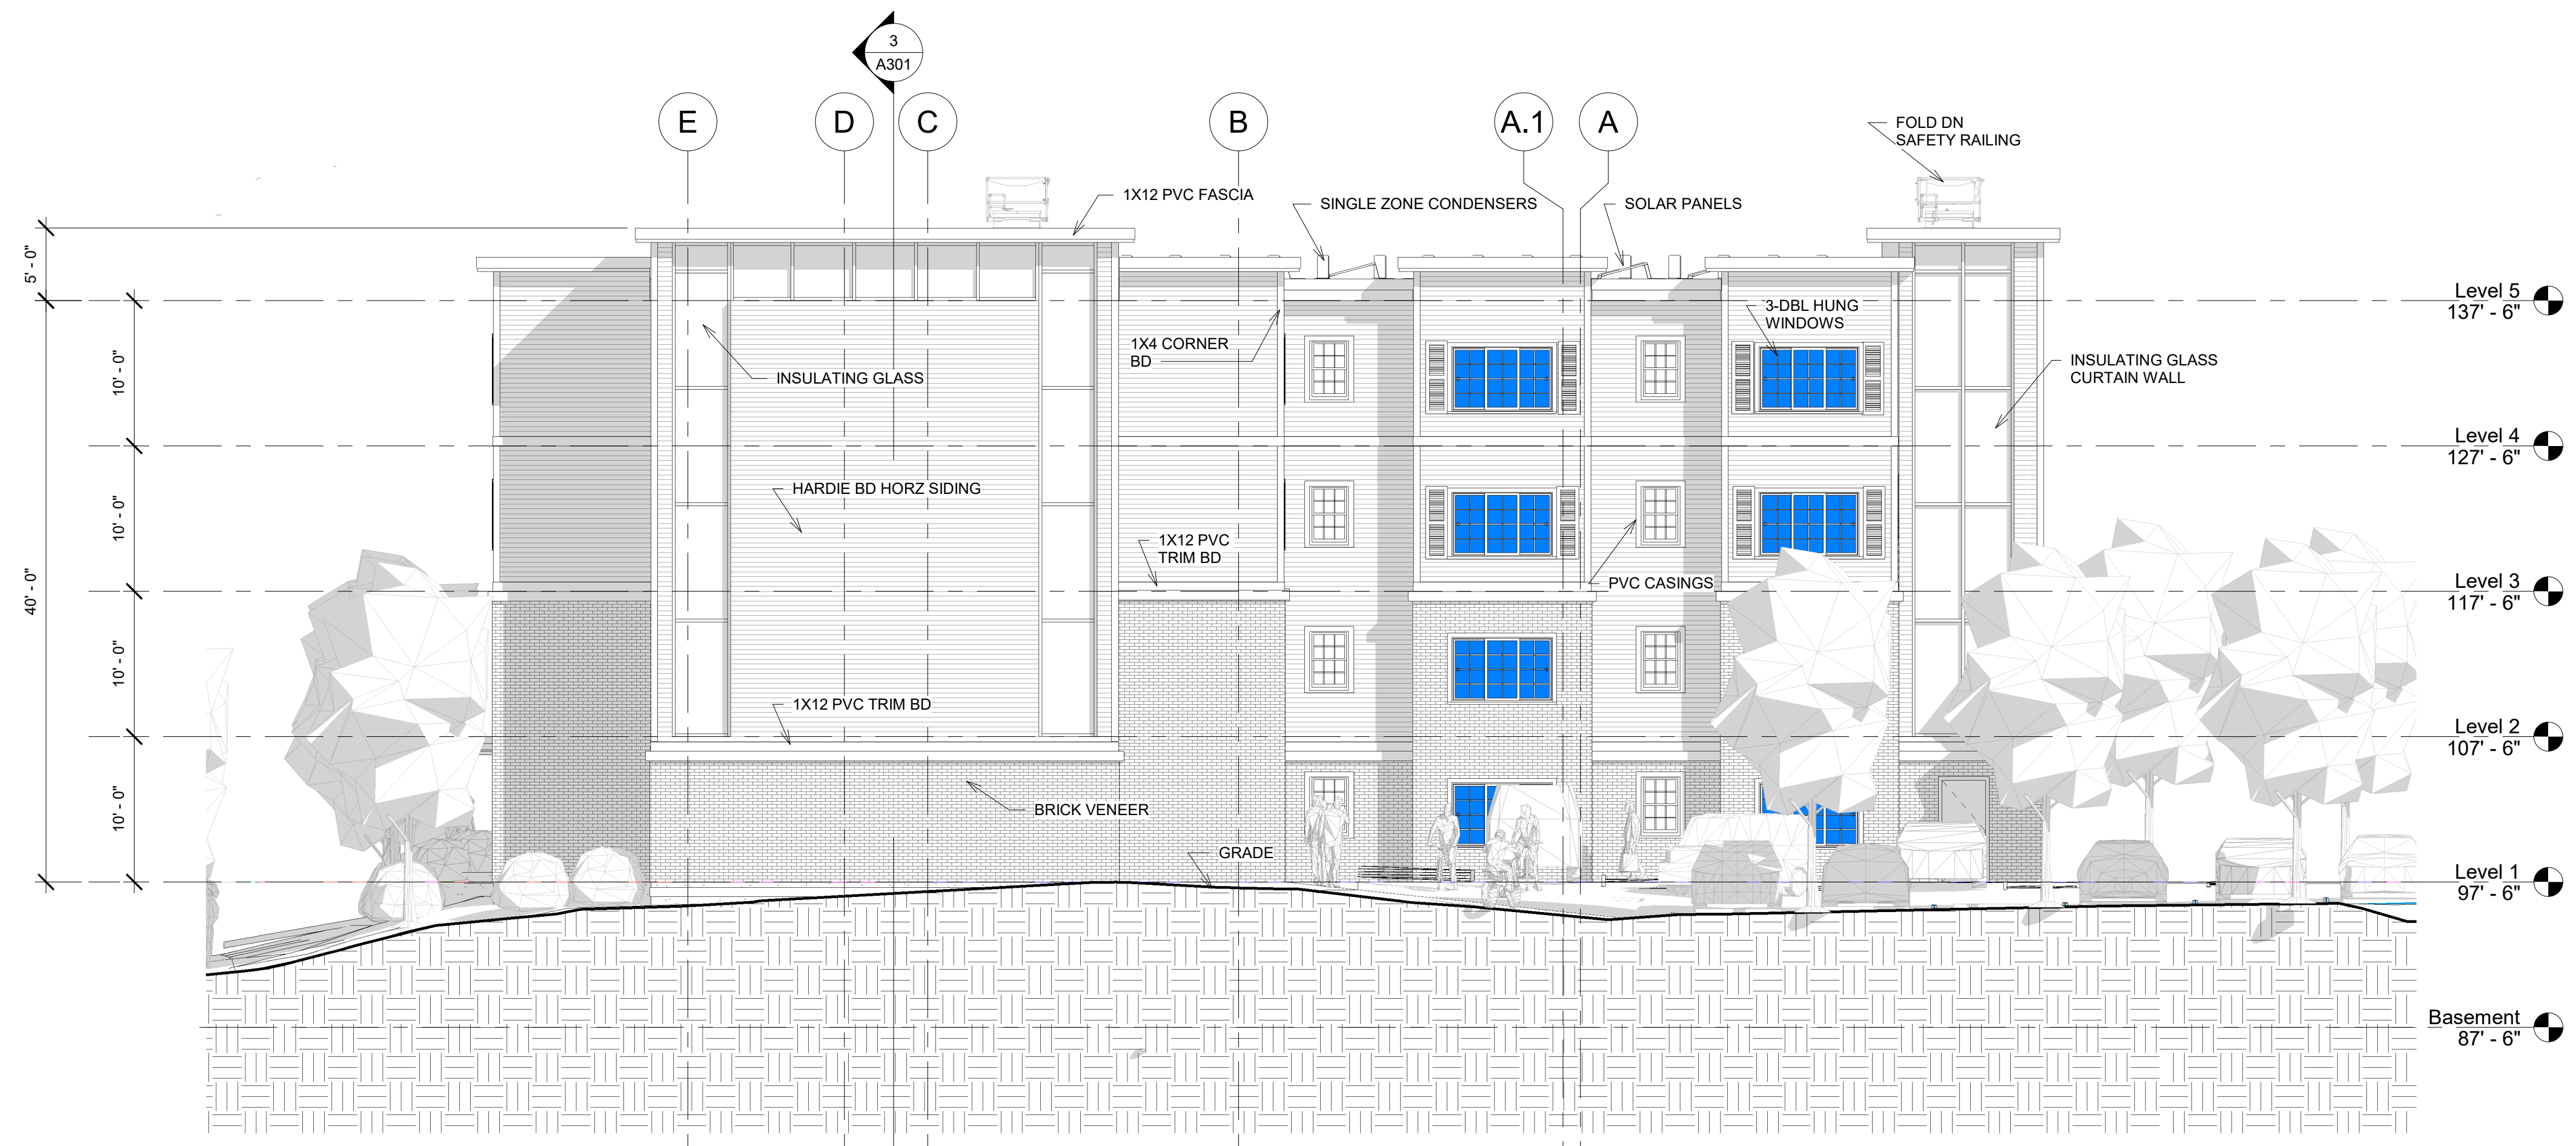 3
A301
E
D
C
B
A.1
A
FOLD DN
SAFETY RAILING
1X12 PVC FASCIA
SINGLE ZONE CONDENSERS
SOLAR PANELS
5' - 0"
Level 5
137' - 6"
3-DBL HUNG
WINDOWS
1X4 CORNER
BD
INSULATING GLASS
INSULATING GLASS
CURTAIN WALL
10' - 0"
Level 4
127' - 6"
HARDIE BD HORZ SIDING
10' - 0"
1X12 PVC
TRIM BD
PVC CASINGS
40' - 0"
Level 3
117' - 6"
10' - 0"
1X12 PVC TRIM BD
Level 2
107' - 6"
10' - 0"
BRICK VENEER
GRADE
Level 1
97' - 6"
Basement
87' - 6"